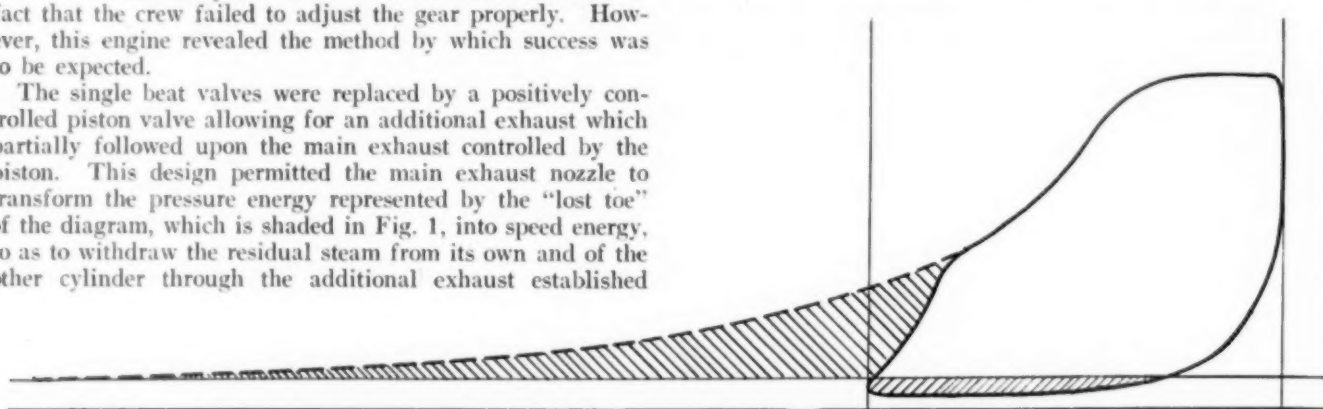 fact that the crew failed to adjust the gear properly. How-
ever, this engine revealed the method by which success was
o be expected.
The single beat valves were replaced by a positively con-
rolled piston valve allowing for an additional exhaust which
partially followed upon the main exhaust controlled by the
piston. This design permitted the main exhaust nozzle to
ransform the pressure energy represented by the "lost toe"
of the diagram, which is shaded in Fig. 1, into speed energy,
o as to withdraw the residual steam from its own and of the
other cylinder through the additional exhaust established